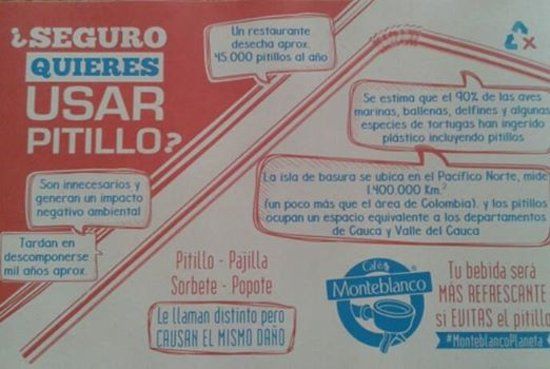 ¿SEGURO
QUIERES
USAR
PITILLO?
Un restaurante
desecha aprox.
45.000 pitillos al año
Se estima que el 90% de las aves
marinas, ballenas, delfines y algunas
especies de tortugas han ingerido
plástico incluyendo pitillos
Son innecesarios y
generan un impacto
negativo ambiental
La isla de basura se ubica en el Pacífico Norte, mide
1.400.000 Km.²
(un poco más que el área de Colombia). y los pitillos
ocupan un espacio equivalente a los departamentos
de Cauca y Valle del Cauca
Tardan en
descomponerse
mil años aprox.
Pitillo - Pajilla
Sorbete - Popote
Le llaman distinto pero
CAUSAN EL MISMO DAÑO
Café
Monteblanco
Tu bebida será
MÁS REFRESCANTE
si EVITAS el pitillo
#MonteblancoPlaneta